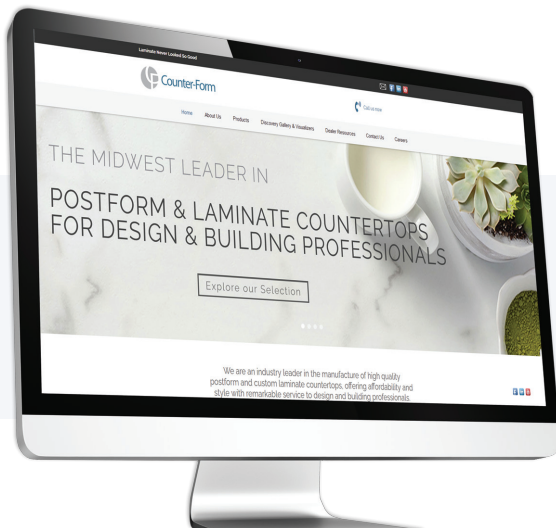 Laminate Never Looked So Good
Counter-Form
Call us now
Home About Us Products Discovery Gallery & Visualizers Dealer Resources Contact Us Careers
THE MIDWEST LEADER IN
POSTFORM & LAMINATE COUNTERTOPS
FOR DESIGN & BUILDING PROFESSIONALS
Explore our Selection
We are an industry leader in the manufacture of high quality
postform and custom laminate countertops, offering affordability and
style with remarkable service to design and building professionals.